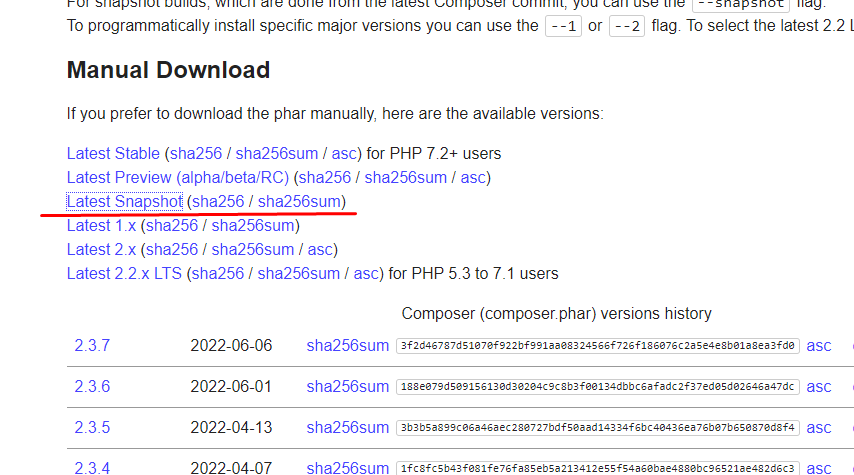 For snapshot builds, which are done from the latest Composer commit, you can use the --snapshot flag.
To programmatically install specific major versions you can use the --1 or --2 flag. To select the latest 2.2 L
Manual Download
If you prefer to download the phar manually, here are the available versions:
Latest Stable (sha256 / sha256sum / asc) for PHP 7.2+ users
Latest Preview (alpha/beta/RC) (sha256 / sha256sum / asc)
Latest Snapshot (sha256 / sha256sum)
Latest 1.x (sha256 / sha256sum)
Latest 2.x (sha256 / sha256sum / asc)
Latest 2.2.x LTS (sha256 / sha256sum / asc) for PHP 5.3 to 7.1 users
Composer (composer.phar) versions history
2.3.7 2022-06-06 sha256sum 3f2d46787d51070f922bf991aa08324566f726f186076c2a5e4e8b01a8ea3fd0 asc
2.3.6 2022-06-01 sha256sum 188e079d509156130d30204c9c8b3f00134dbbc6afadc2f37ed05d02646a47dc asc
2.3.5 2022-04-13 sha256sum 3b3b5a899c06a46aec280727bdf50aad14334f6bc40436ea76b07b650870d8f4 asc
2.3.4 2022-04-07 sha256sum 1fc8fc5b43f081fe76fa85eb5a213412e55f54a60bae4880bc96521ae482d6c3 asc